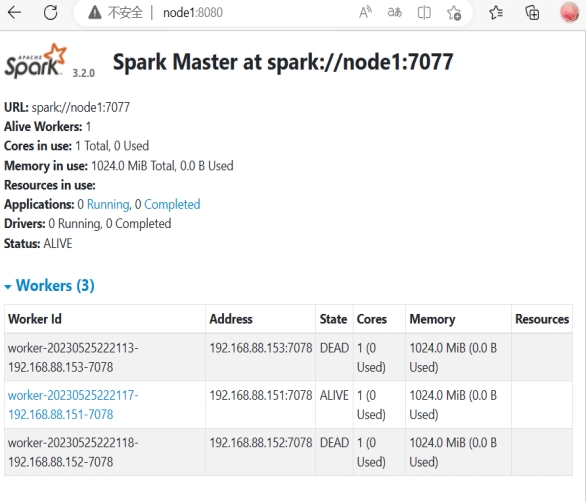 不安全 | node1:8080
APACHE
Spark 3.2.0 Spark Master at spark://node1:7077
URL: spark://node1:7077
Alive Workers: 1
Cores in use: 1 Total, 0 Used
Memory in use: 1024.0 MiB Total, 0.0 B Used
Resources in use:
Applications: 0 Running, 0 Completed
Drivers: 0 Running, 0 Completed
Status: ALIVE
Workers (3)
Worker Id Address State Cores Memory Resources
worker-20230525222113- 192.168.88.153:7078 DEAD 1 (0 1024.0 MiB (0.0 B
192.168.88.153-7078 Used) Used)
worker-20230525222117- 192.168.88.151:7078 ALIVE 1 (0 1024.0 MiB (0.0 B
192.168.88.151-7078 Used) Used)
worker-20230525222118- 192.168.88.152:7078 DEAD 1 (0 1024.0 MiB (0.0 B
192.168.88.152-7078 Used) Used)